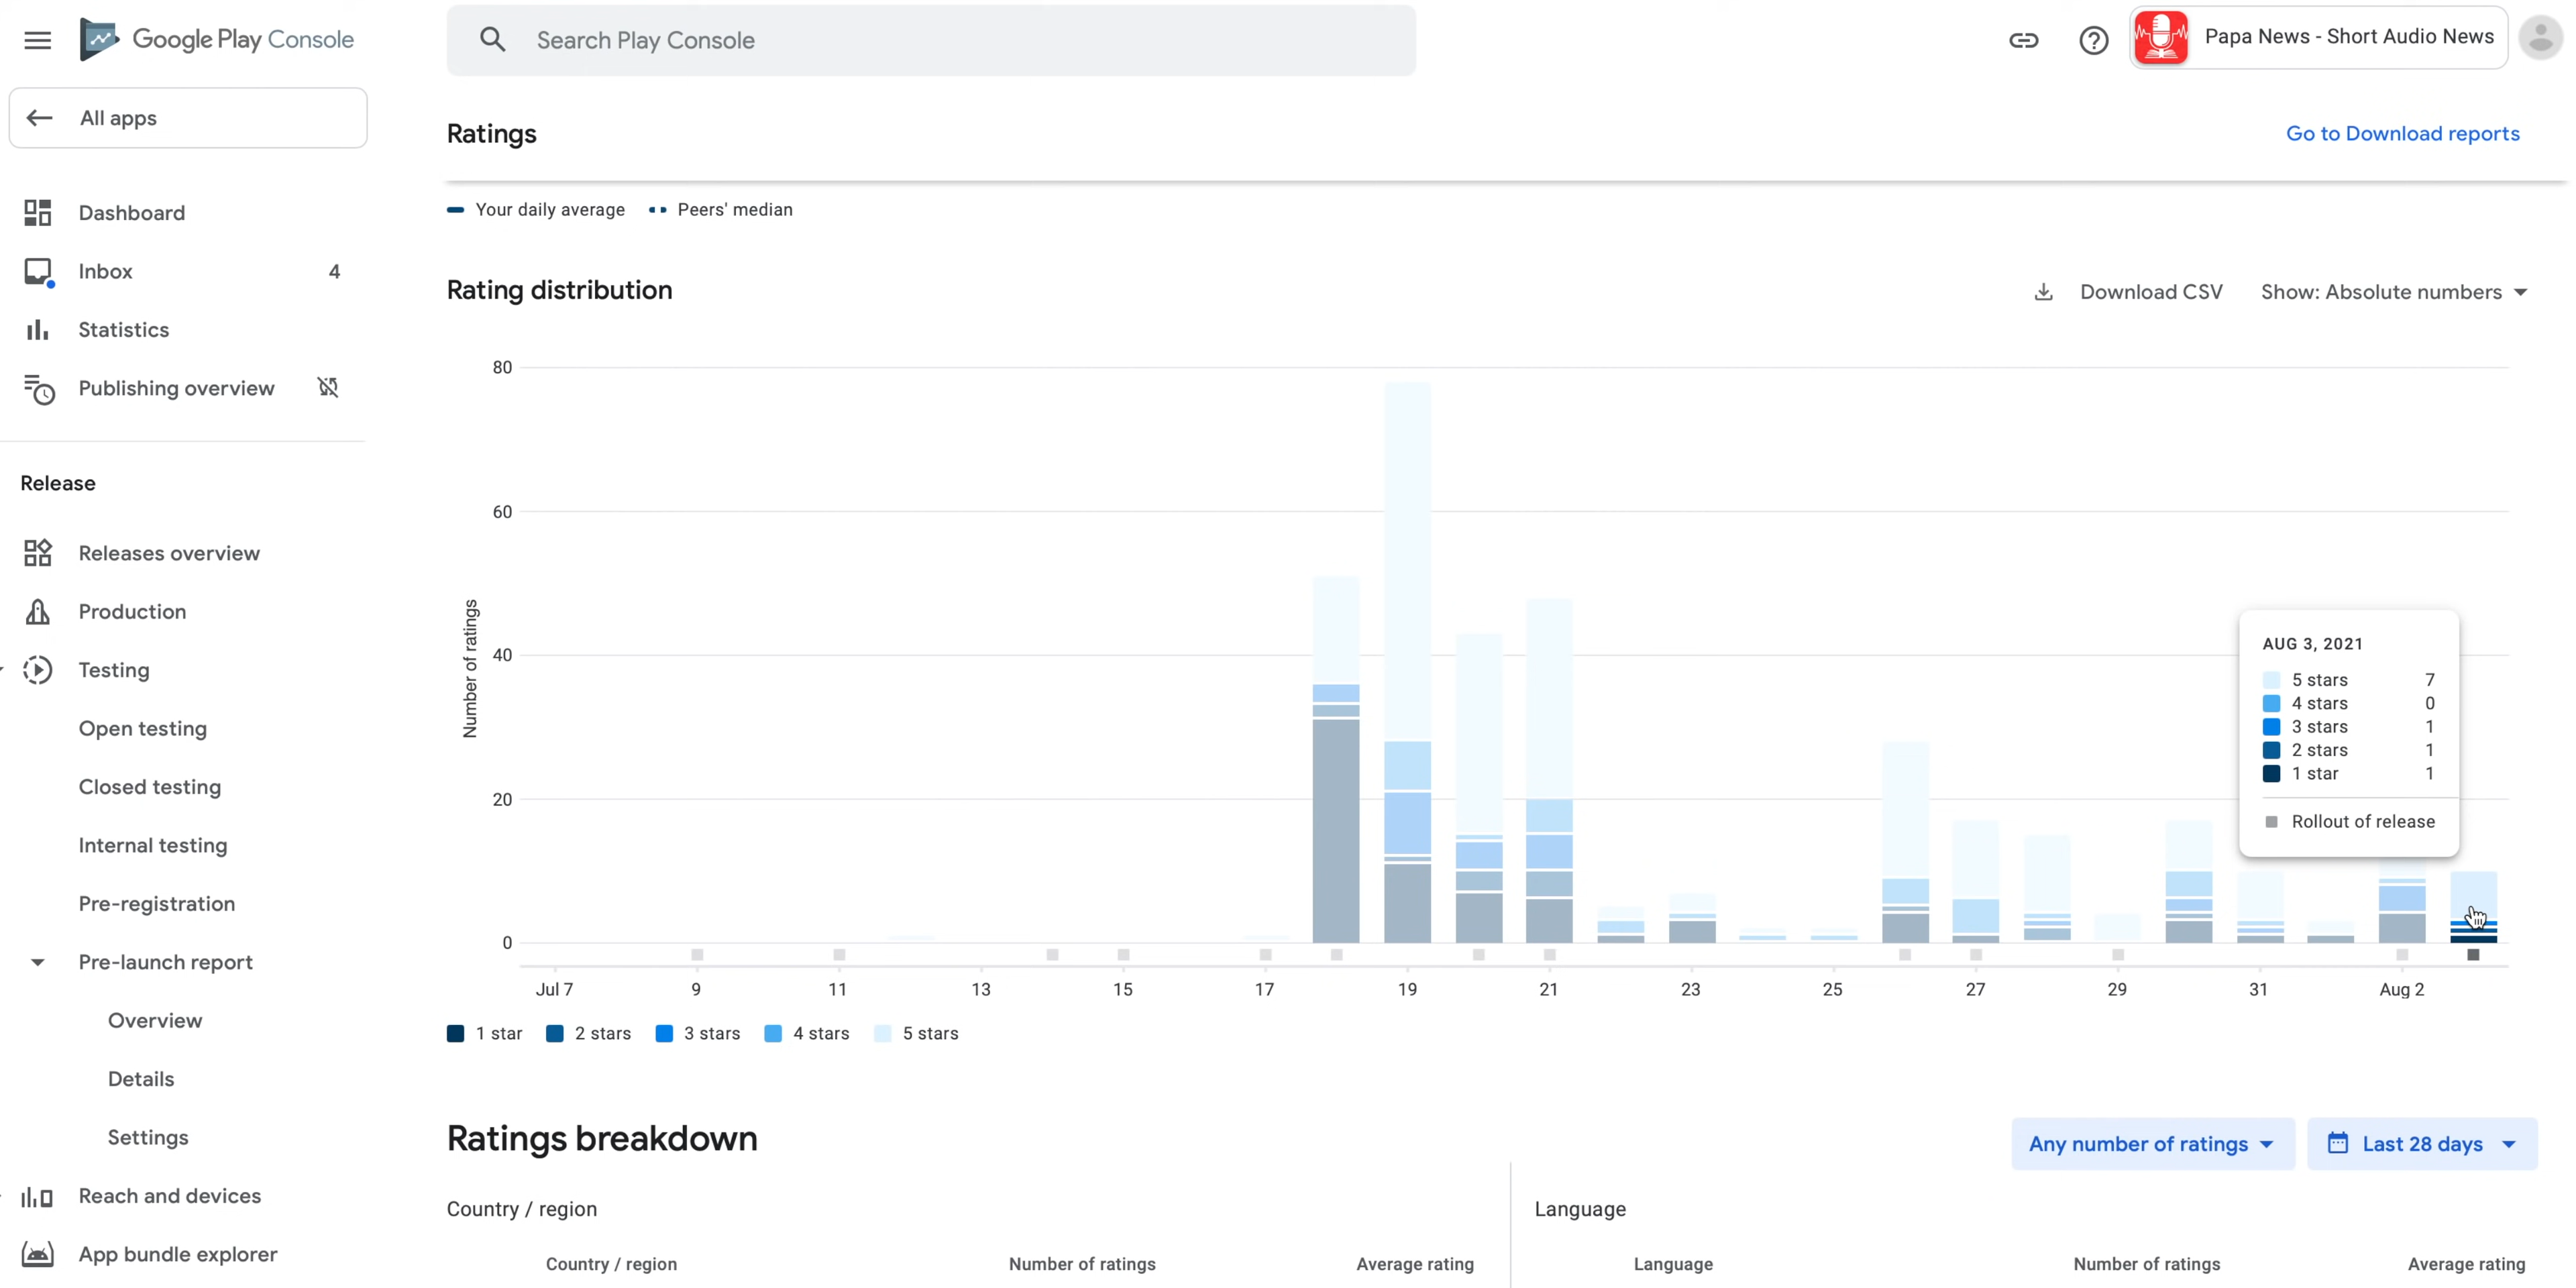 Google Play Console
Search Play Console
Papa News - Short Audio News
All apps
Ratings
Go to Download reports
Dashboard
Inbox 4
Statistics
Publishing overview
Release
Releases overview
Production
Testing
Open testing
Closed testing
Internal testing
Pre-registration
Pre-launch report
Overview
Details
Settings
Reach and devices
App bundle explorer
Your daily average Peers' median
Rating distribution
Download CSV Show: Absolute numbers
80
60
40
20
0
Number of ratings
AUG 3, 2021
5 stars 7
4 stars 0
3 stars 1
2 stars 1
1 star 1
Rollout of release
Jul 7 9 11 13 15 17 19 21 23 25 27 29 31 Aug 2
1 star 2 stars 3 stars 4 stars 5 stars
Ratings breakdown
Any number of ratings Last 28 days
Country / region
Language
Country / region Number of ratings Average rating
Language Number of ratings Average rating